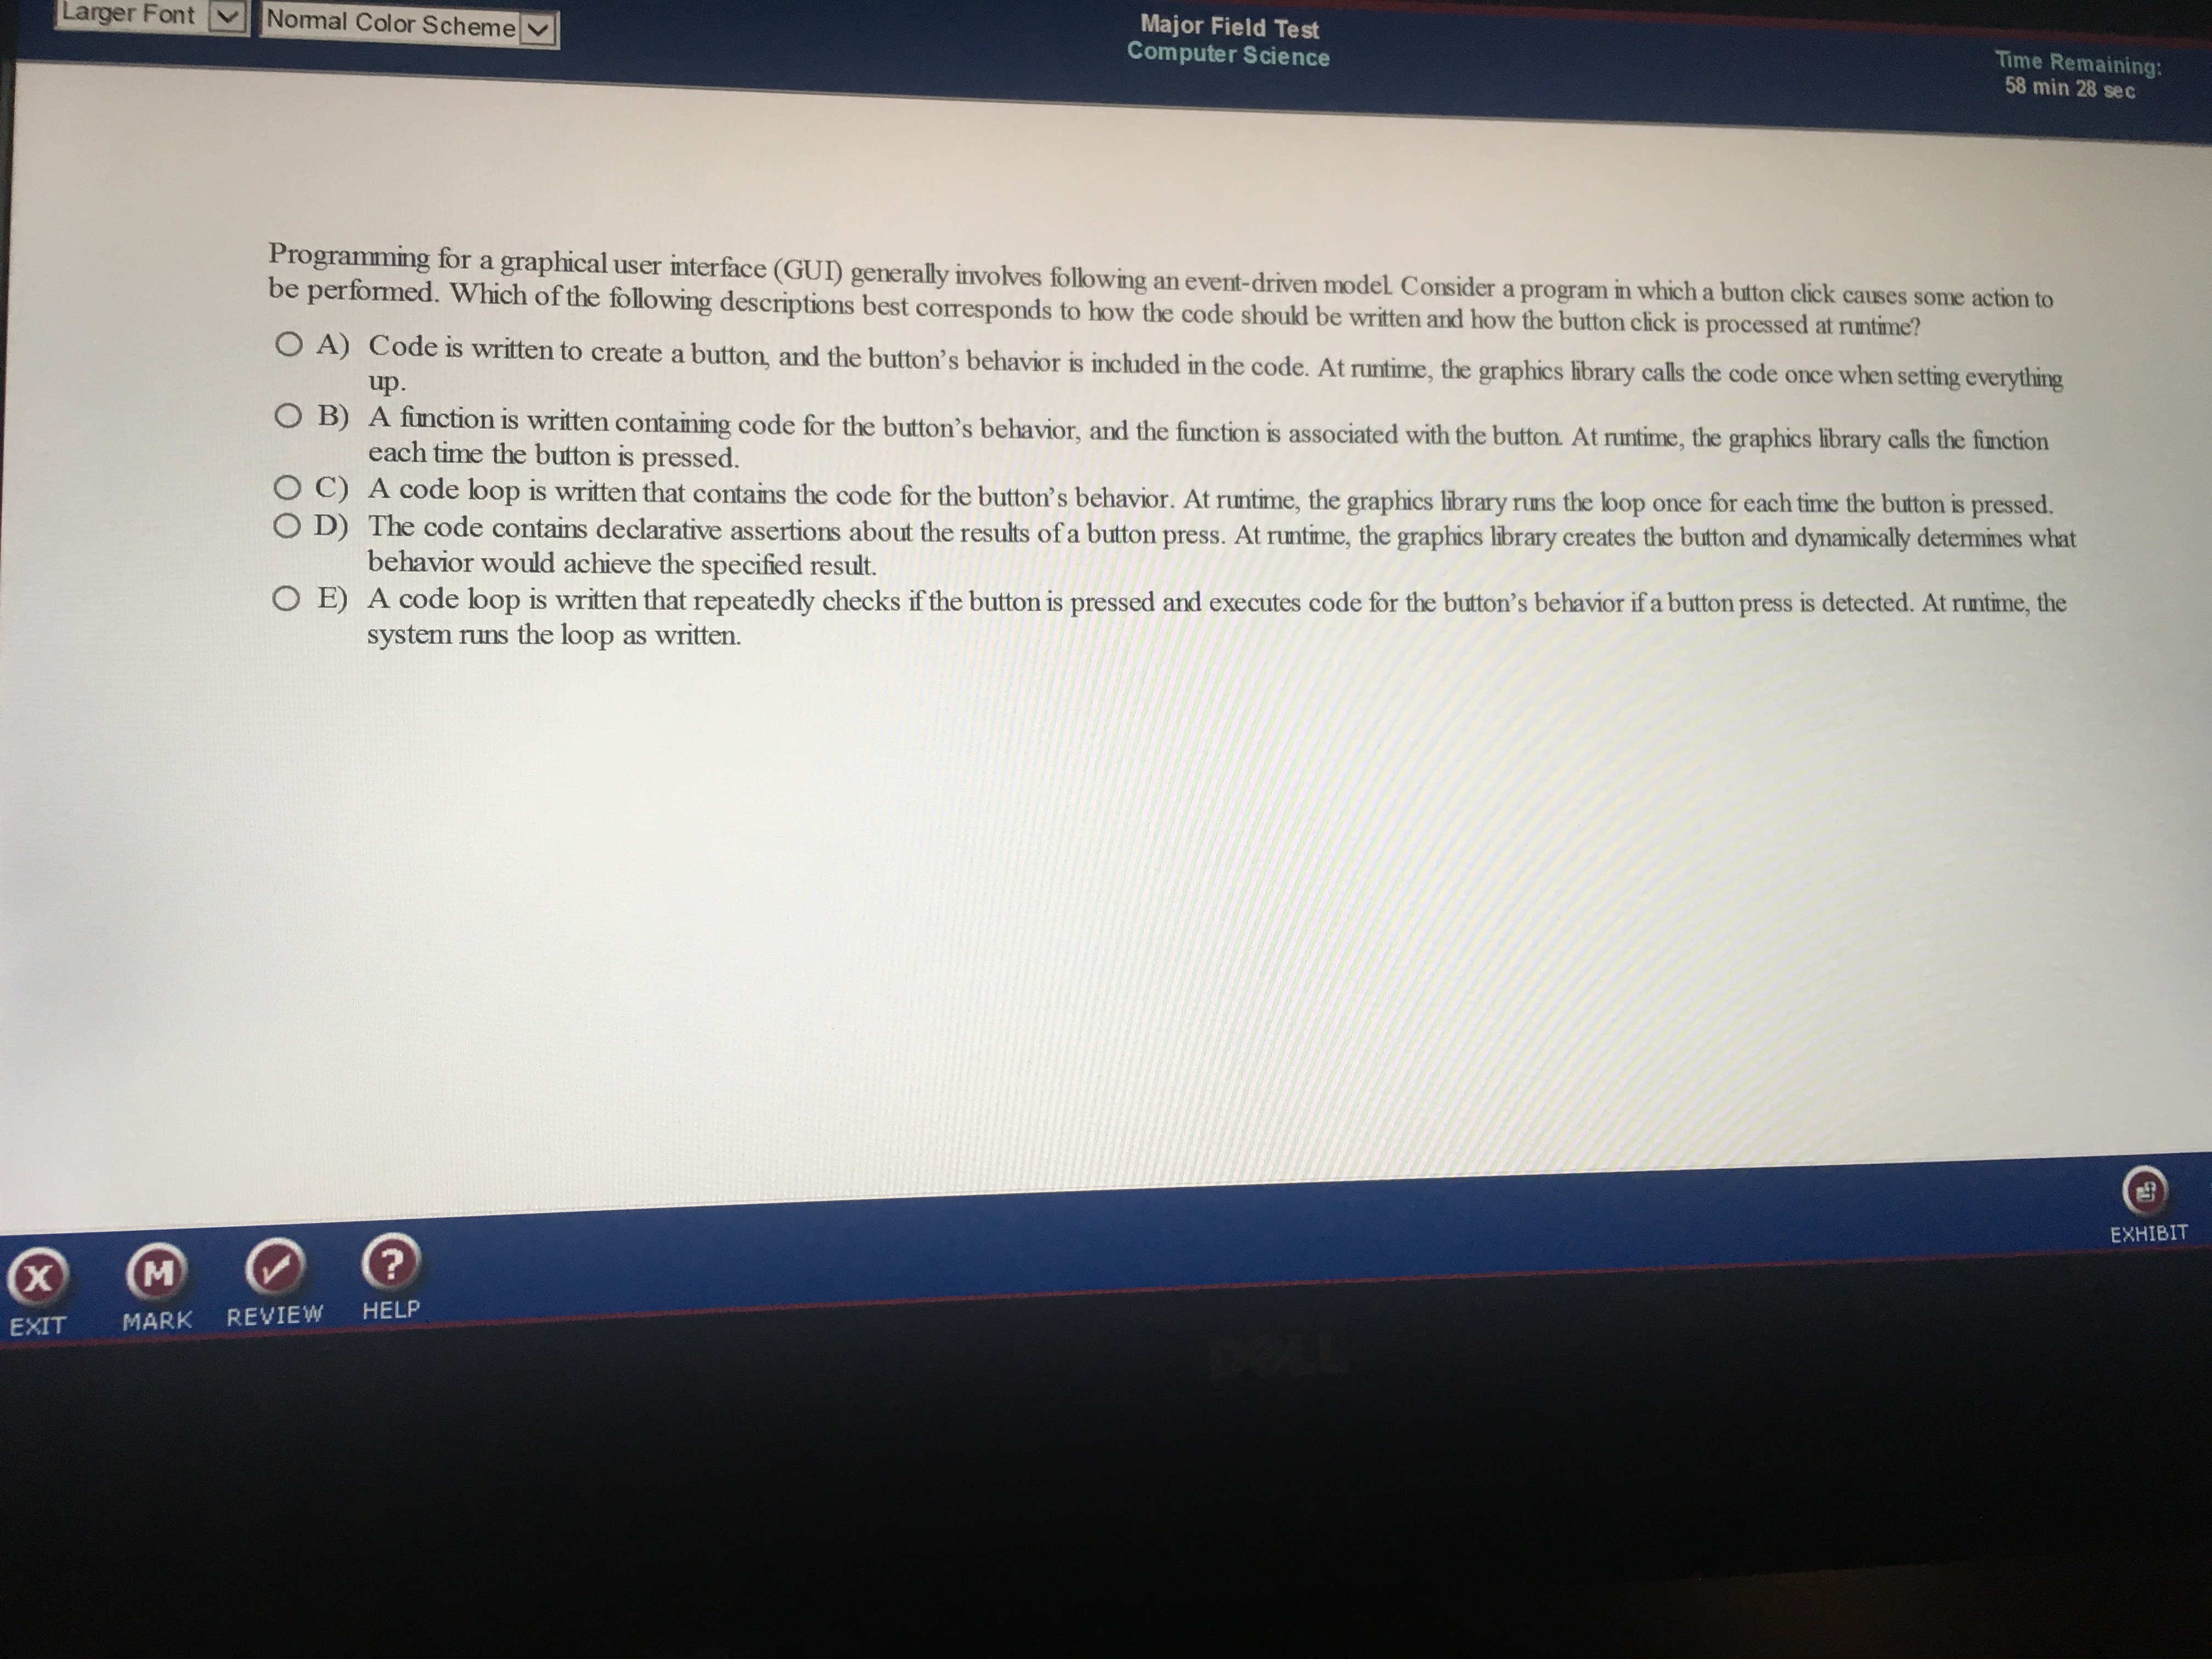 Larger Font
Normal Color Scheme
Major Field Test
Computer Science
Time Remaining:
58 min 28 sec
Programming for a graphical user interface (GUI) generally involves following an event-driven model. Consider a program in which a button click causes some action to
be performed. Which of the following descriptions best corresponds to how the code should be written and how the button click is processed at runtime?
A) Code is written to create a button, and the button's behavior is included in the code. At runtime, the graphics library calls the code once when setting everything
up.
B) A function is written containing code for the button's behavior, and the function is associated with the button. At runtime, the graphics library calls the function
each time the button is pressed.
C) A code loop is written that contains the code for the button's behavior. At runtime, the graphics library runs the loop once for each time the button is pressed.
D) The code contains declarative assertions about the results of a button press. At runtime, the graphics library creates the button and dynamically determines what
behavior would achieve the specified result.
E) A code loop is written that repeatedly checks if the button is pressed and executes code for the button's behavior if a button press is detected. At runtime, the
system runs the loop as written.
X
EXIT
M
MARK
REVIEW
?
HELP
EXHIBIT
DELL